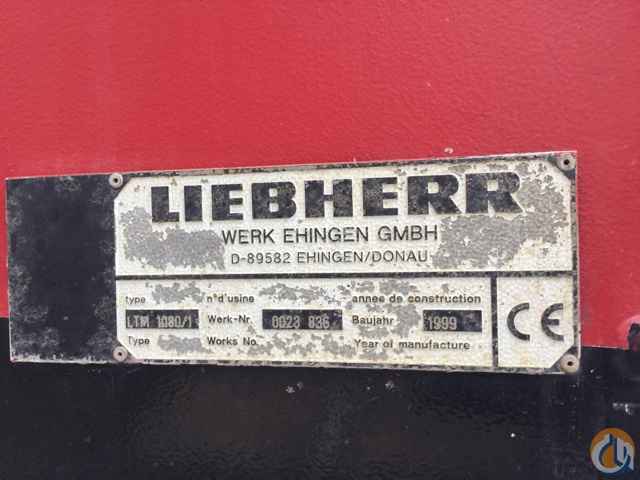 LIEBHERR
WERK EHINGEN GMBH
D-89582 EHINGEN/DONAU
type n°d'usine annee de construction
LTM 1080/1 Werk-Nr. 0023 836 Baujahr 1999
Type Works No. Year of manufacture
CE